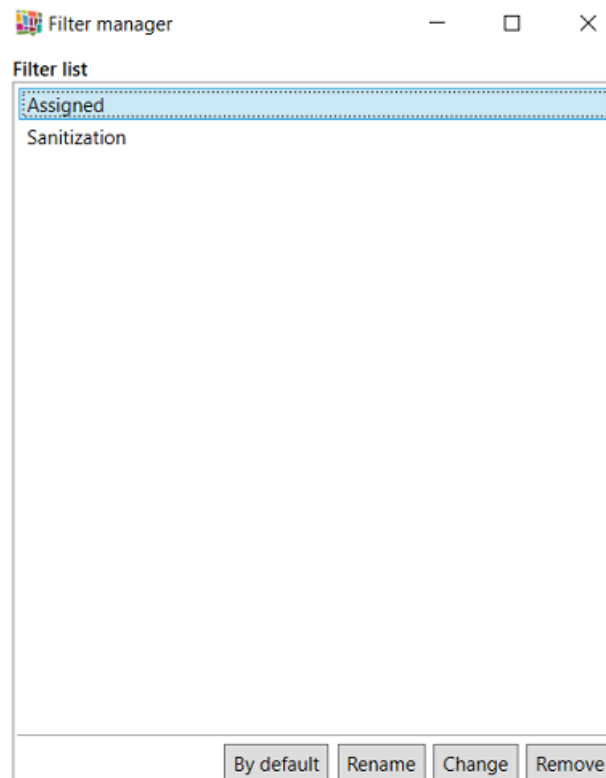 Filter manager
Filter list
Assigned
Sanitization
By default Rename Change Remove